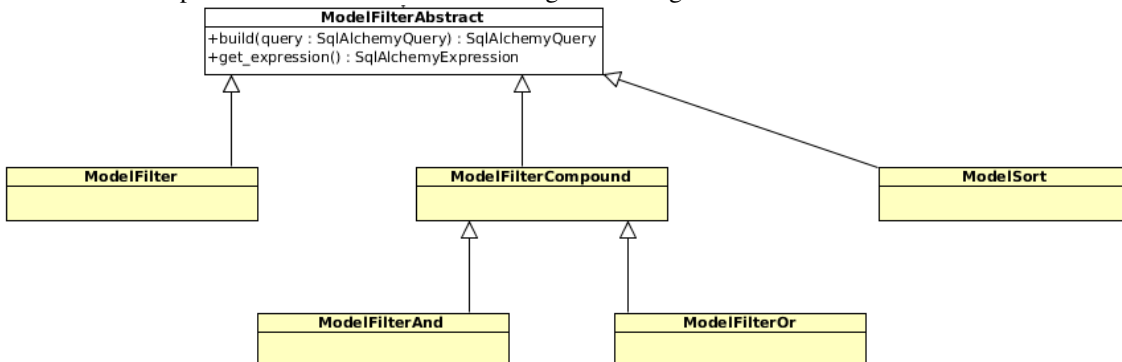 ModelFilterAbstract
+build(query : SqlAlchemyQuery) : SqlAlchemyQuery
+get_expression() : SqlAlchemyExpression
ModelFilter
ModelFilterCompound
ModelSort
ModelFilterAnd
ModelFilterOr